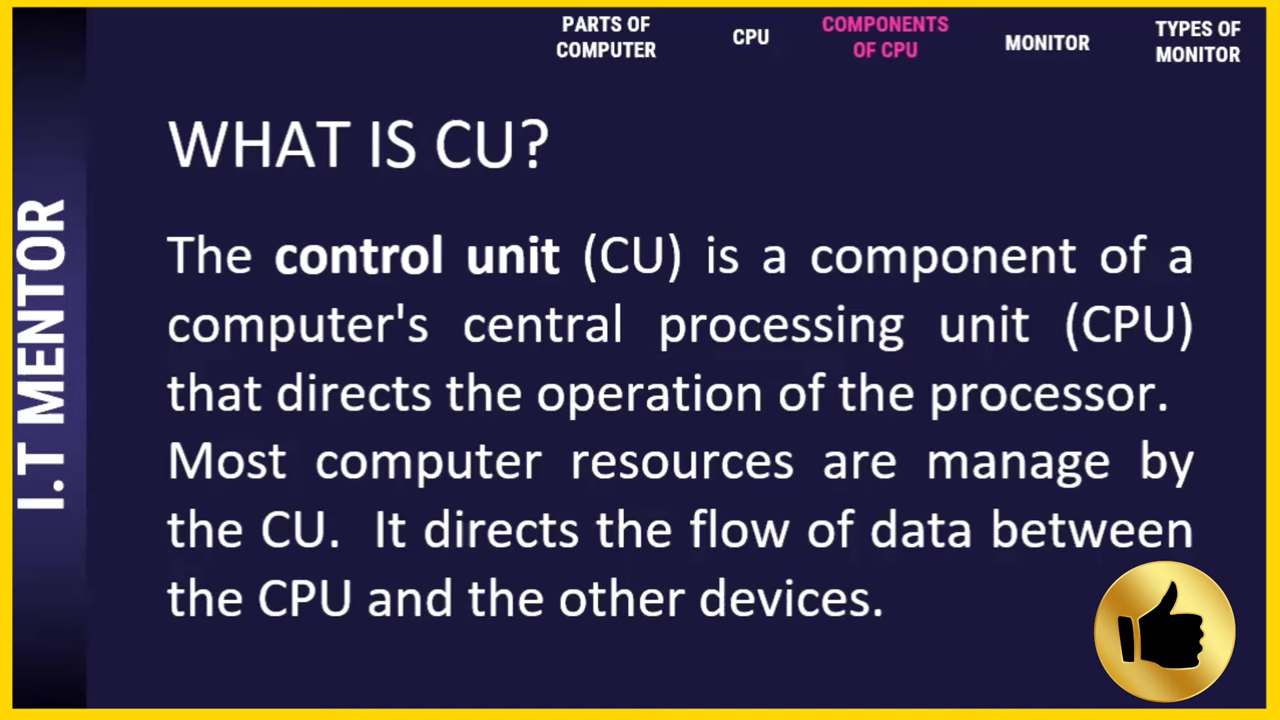 PARTS OF
COMPUTER
CPU
COMPONENTS
OF CPU
MONITOR
TYPES OF
MONITOR
I.T MENTOR
WHAT IS CU?
The control unit (CU) is a component of a
computer's central processing unit (CPU)
that directs the operation of the processor.
Most computer resources are manage by
the CU. It directs the flow of data between
the CPU and the other devices.